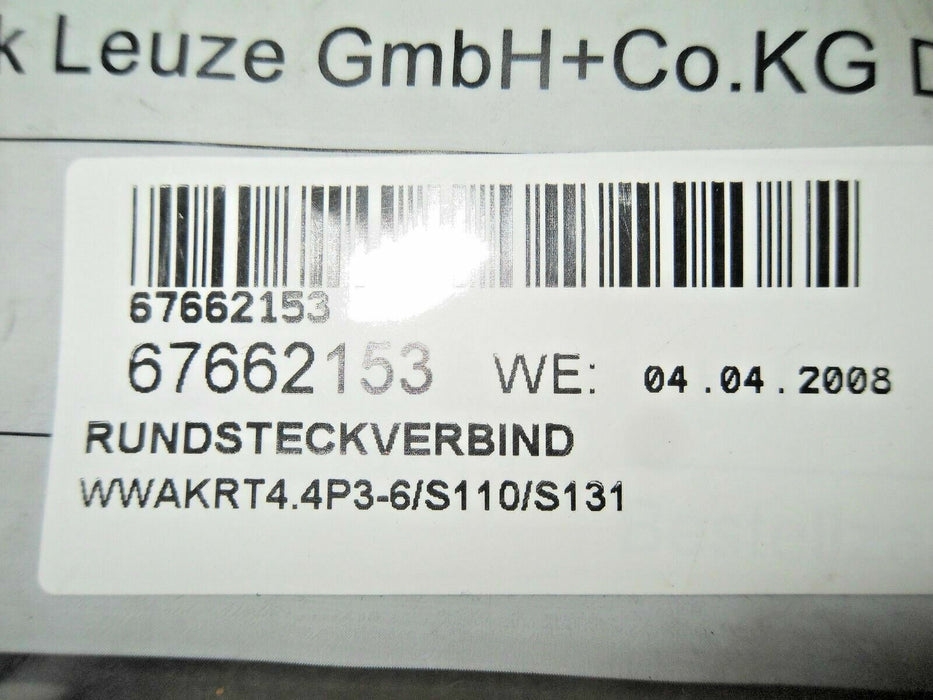 k Leuze GmbH+Co.KG D
67662153
67662153 WE: 04.04.2008
RUNDSTECKVERBIND
WWAKRT4.4P3-6/S110/S131